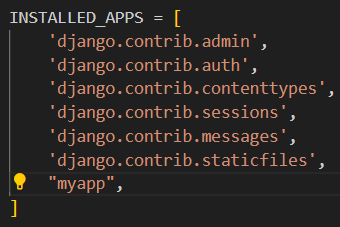 INSTALLED_APPS = [
    'django.contrib.admin',
    'django.contrib.auth',
    'django.contrib.contenttypes',
    'django.contrib.sessions',
    'django.contrib.messages',
    'django.contrib.staticfiles',
    "myapp",
]